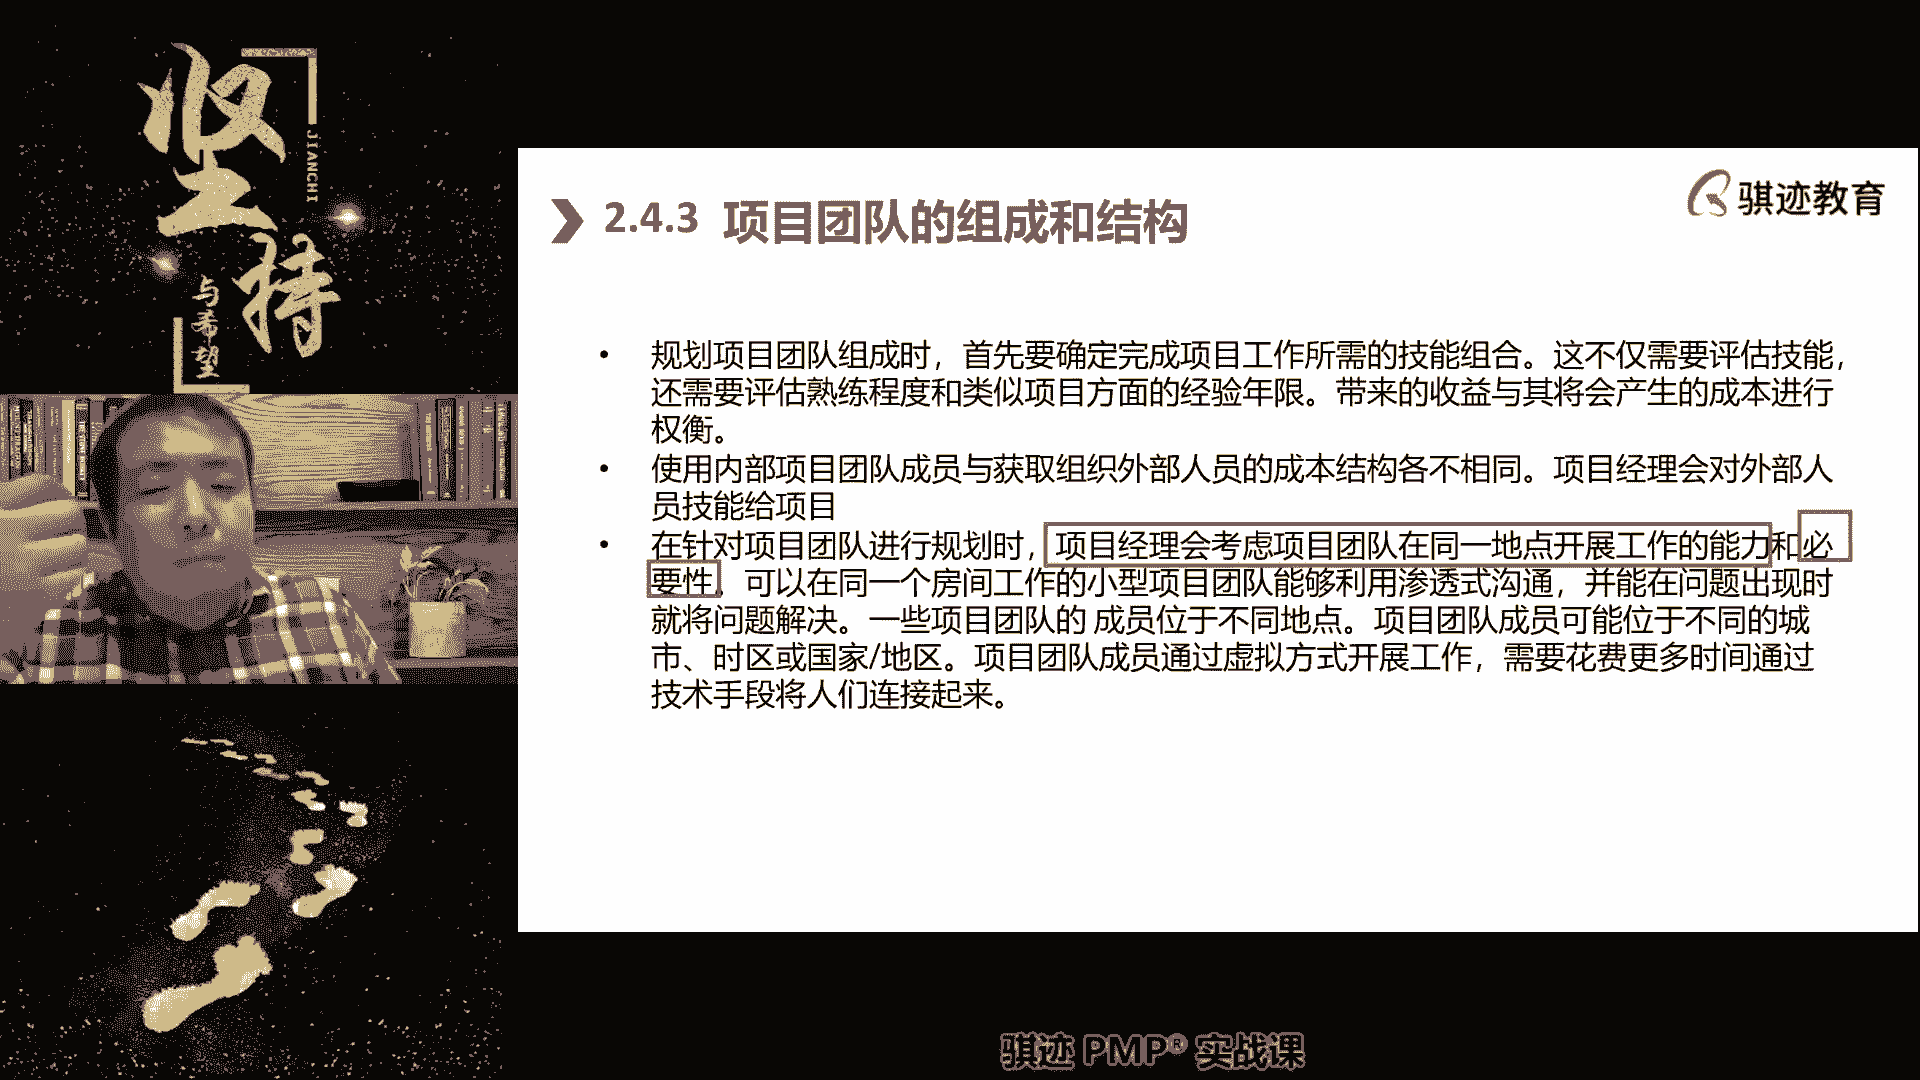 坚持
JIANCHI
与希望
骐迹教育
2.4.3 项目团队的组成和结构
• 规划项目团队组成时，首先要确定完成项目工作所需的技能组合。这不仅需要评估技能，
还需要评估熟练程度和类似项目方面的经验年限。带来的收益与其将会产生的成本进行
权衡。
• 使用内部项目团队成员与获取组织外部人员的成本结构各不相同。项目经理会对外部人
员技能给项目
• 在针对项目团队进行规划时，项目经理会考虑项目团队在同一地点开展工作的能力和必
要性。可以在同一个房间工作的小型项目团队能够利用渗透式沟通，并能在问题出现时
就将问题解决。一些项目团队的 成员位于不同地点。项目团队成员可能位于不同的城
市、时区或国家/地区。项目团队成员通过虚拟方式开展工作，需要花费更多时间通过
技术手段将人们连接起来。
骐迹 PMP® 实战课